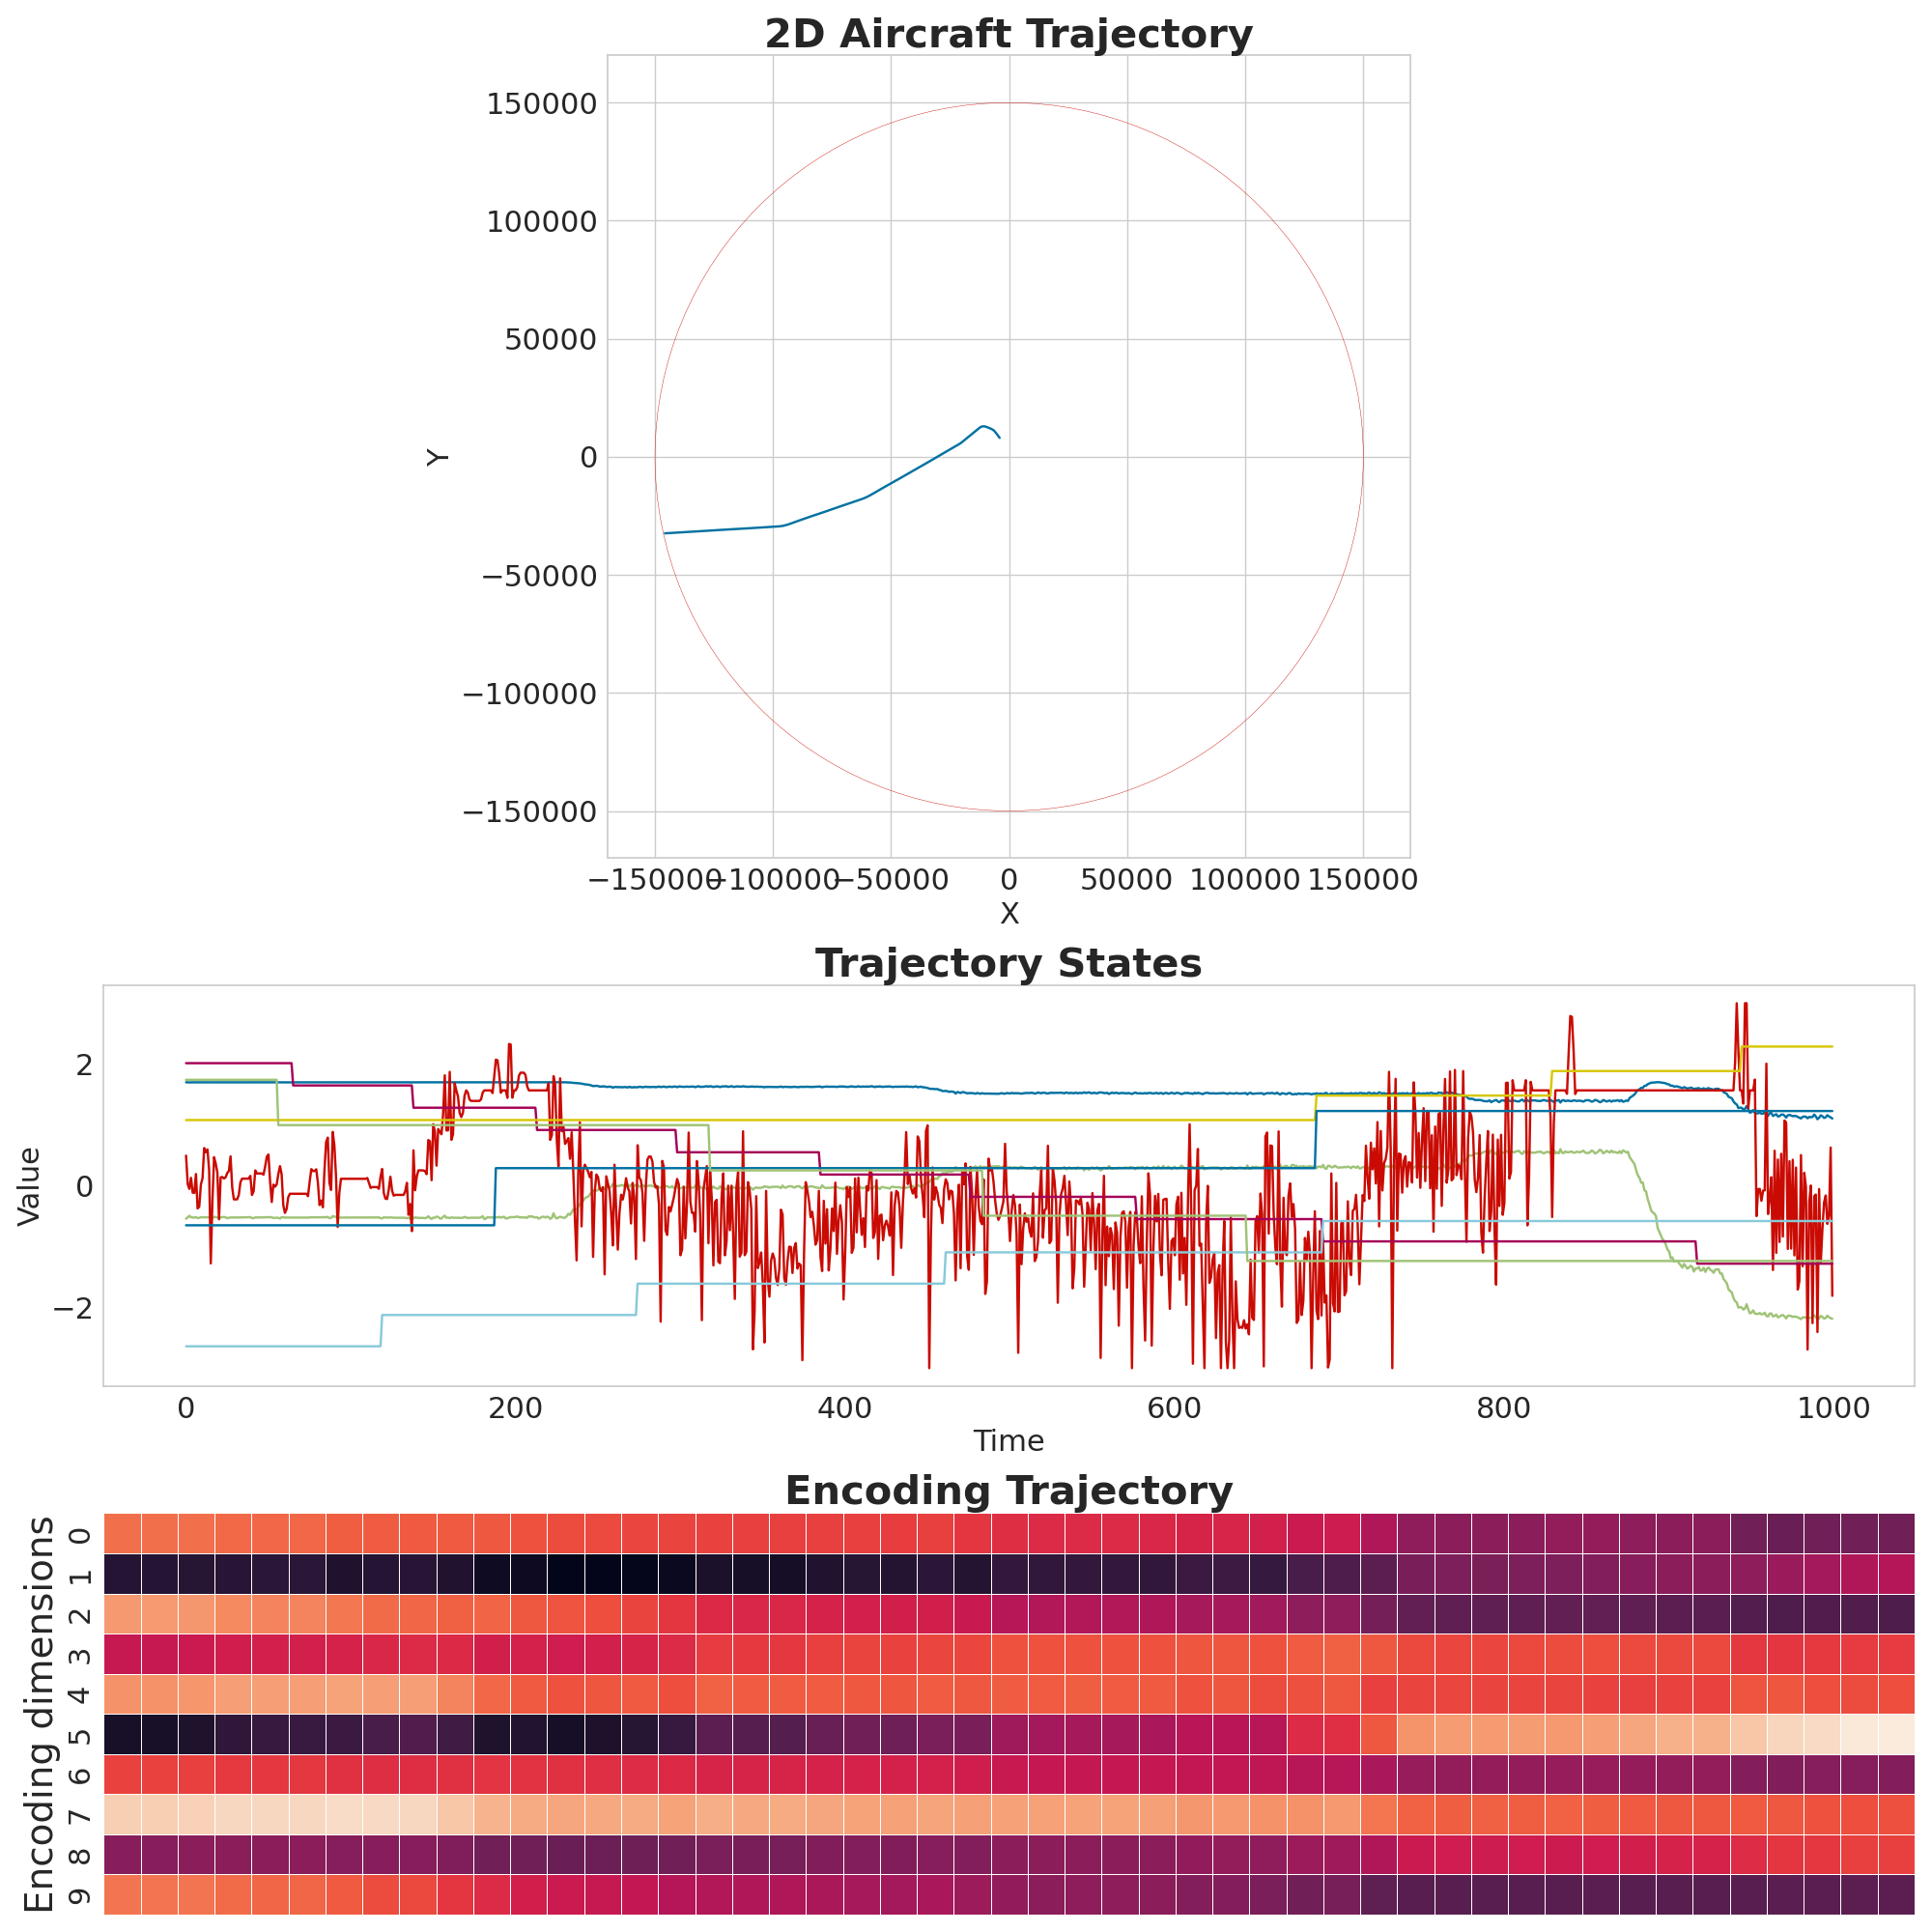 2D Aircraft Trajectory
150000
100000
50000
0
−50000
−100000
−150000
Y
−150000 −100000 −50000 0 50000 100000 150000
X
Trajectory States
2
0
−2
Value
0 200 400 600 800 1000
Time
Encoding Trajectory
Encoding dimensions
0
1
2
3
4
5
6
7
8
9